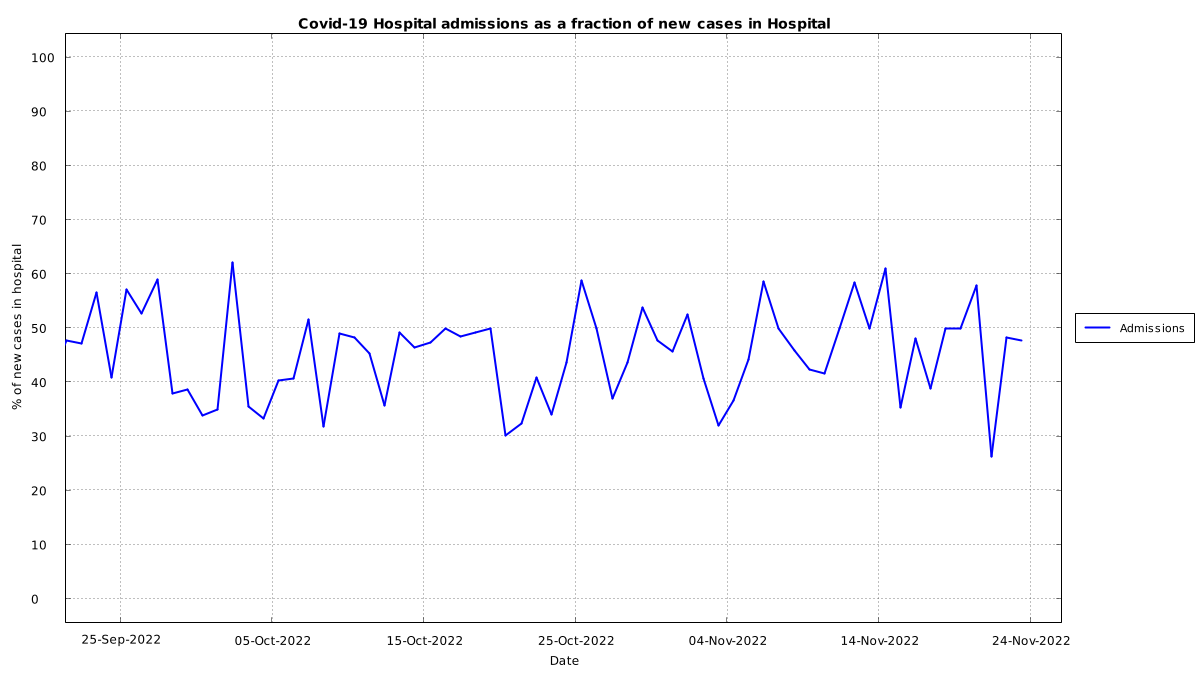 Covid-19 Hospital admissions as a fraction of new cases in Hospital
100
90
80
70
60
50
40
30
20
10
0
% of new cases in hospital
25-Sep-2022
05-Oct-2022
15-Oct-2022
25-Oct-2022
04-Nov-2022
14-Nov-2022
24-Nov-2022
Date
Admissions